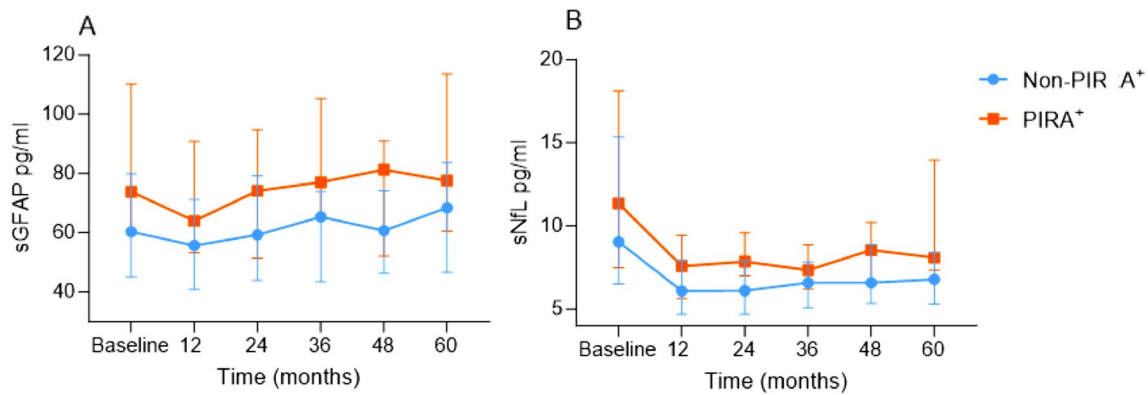 A
120
100
80
60
40
sGFAP pg/ml
Baseline 12 24 36 48 60
Time (months)
B
20
15
10
5
sNfL pg/ml
Baseline 12 24 36 48 60
Time (months)
Non-PIR A⁺
PIRA⁺